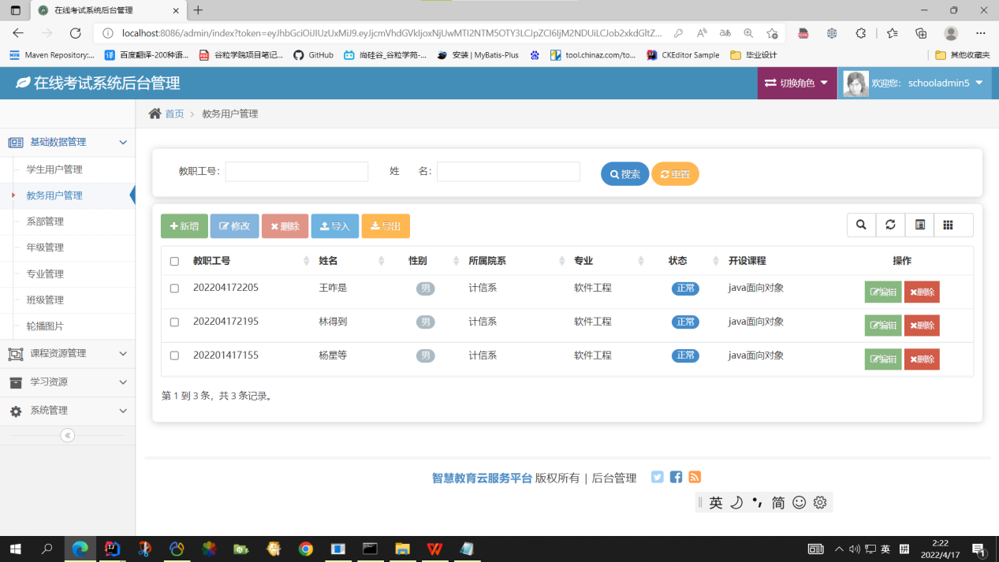 在线考试系统后台管理
localhost:8086/admin/index?token=eyJhbGciOiJIUzUxMiJ9.eyJjcmVhdGVkIjoxNjUwMTI2NTM5OTY3LCJpZCI6IjM2NDUiLCJob2xkdGltZ...
Maven Repository:...
百度翻译-200种语...
谷粒学院项目笔记...
GitHub
尚硅谷_谷粒学苑-...
安装 | MyBatis-Plus
tool.chinaz.com/to...
CKEditor Sample
毕业设计
其他收藏夹
在线考试系统后台管理
切换角色
欢迎您: schooladmin5
首页 > 教务用户管理
基础数据管理
学生用户管理
教务用户管理
系部管理
年级管理
专业管理
班级管理
轮播图片
课程资源管理
学习资源
系统管理
教职工号:
姓 名:
搜索
重置
新增 修改 删除 导入 导出
教职工号 姓名 性别 所属院系 专业 状态 开设课程 操作
202204172205 王咋是 男 计信系 软件工程 正常 java面向对象 编辑 删除
202204172195 林得到 男 计信系 软件工程 正常 java面向对象 编辑 删除
202201417155 杨星等 男 计信系 软件工程 正常 java面向对象 编辑 删除
第 1 到 3 条，共 3 条记录。
智慧教育云服务平台 版权所有 | 后台管理
英 简
英 拼
2:22
2022/4/17
1